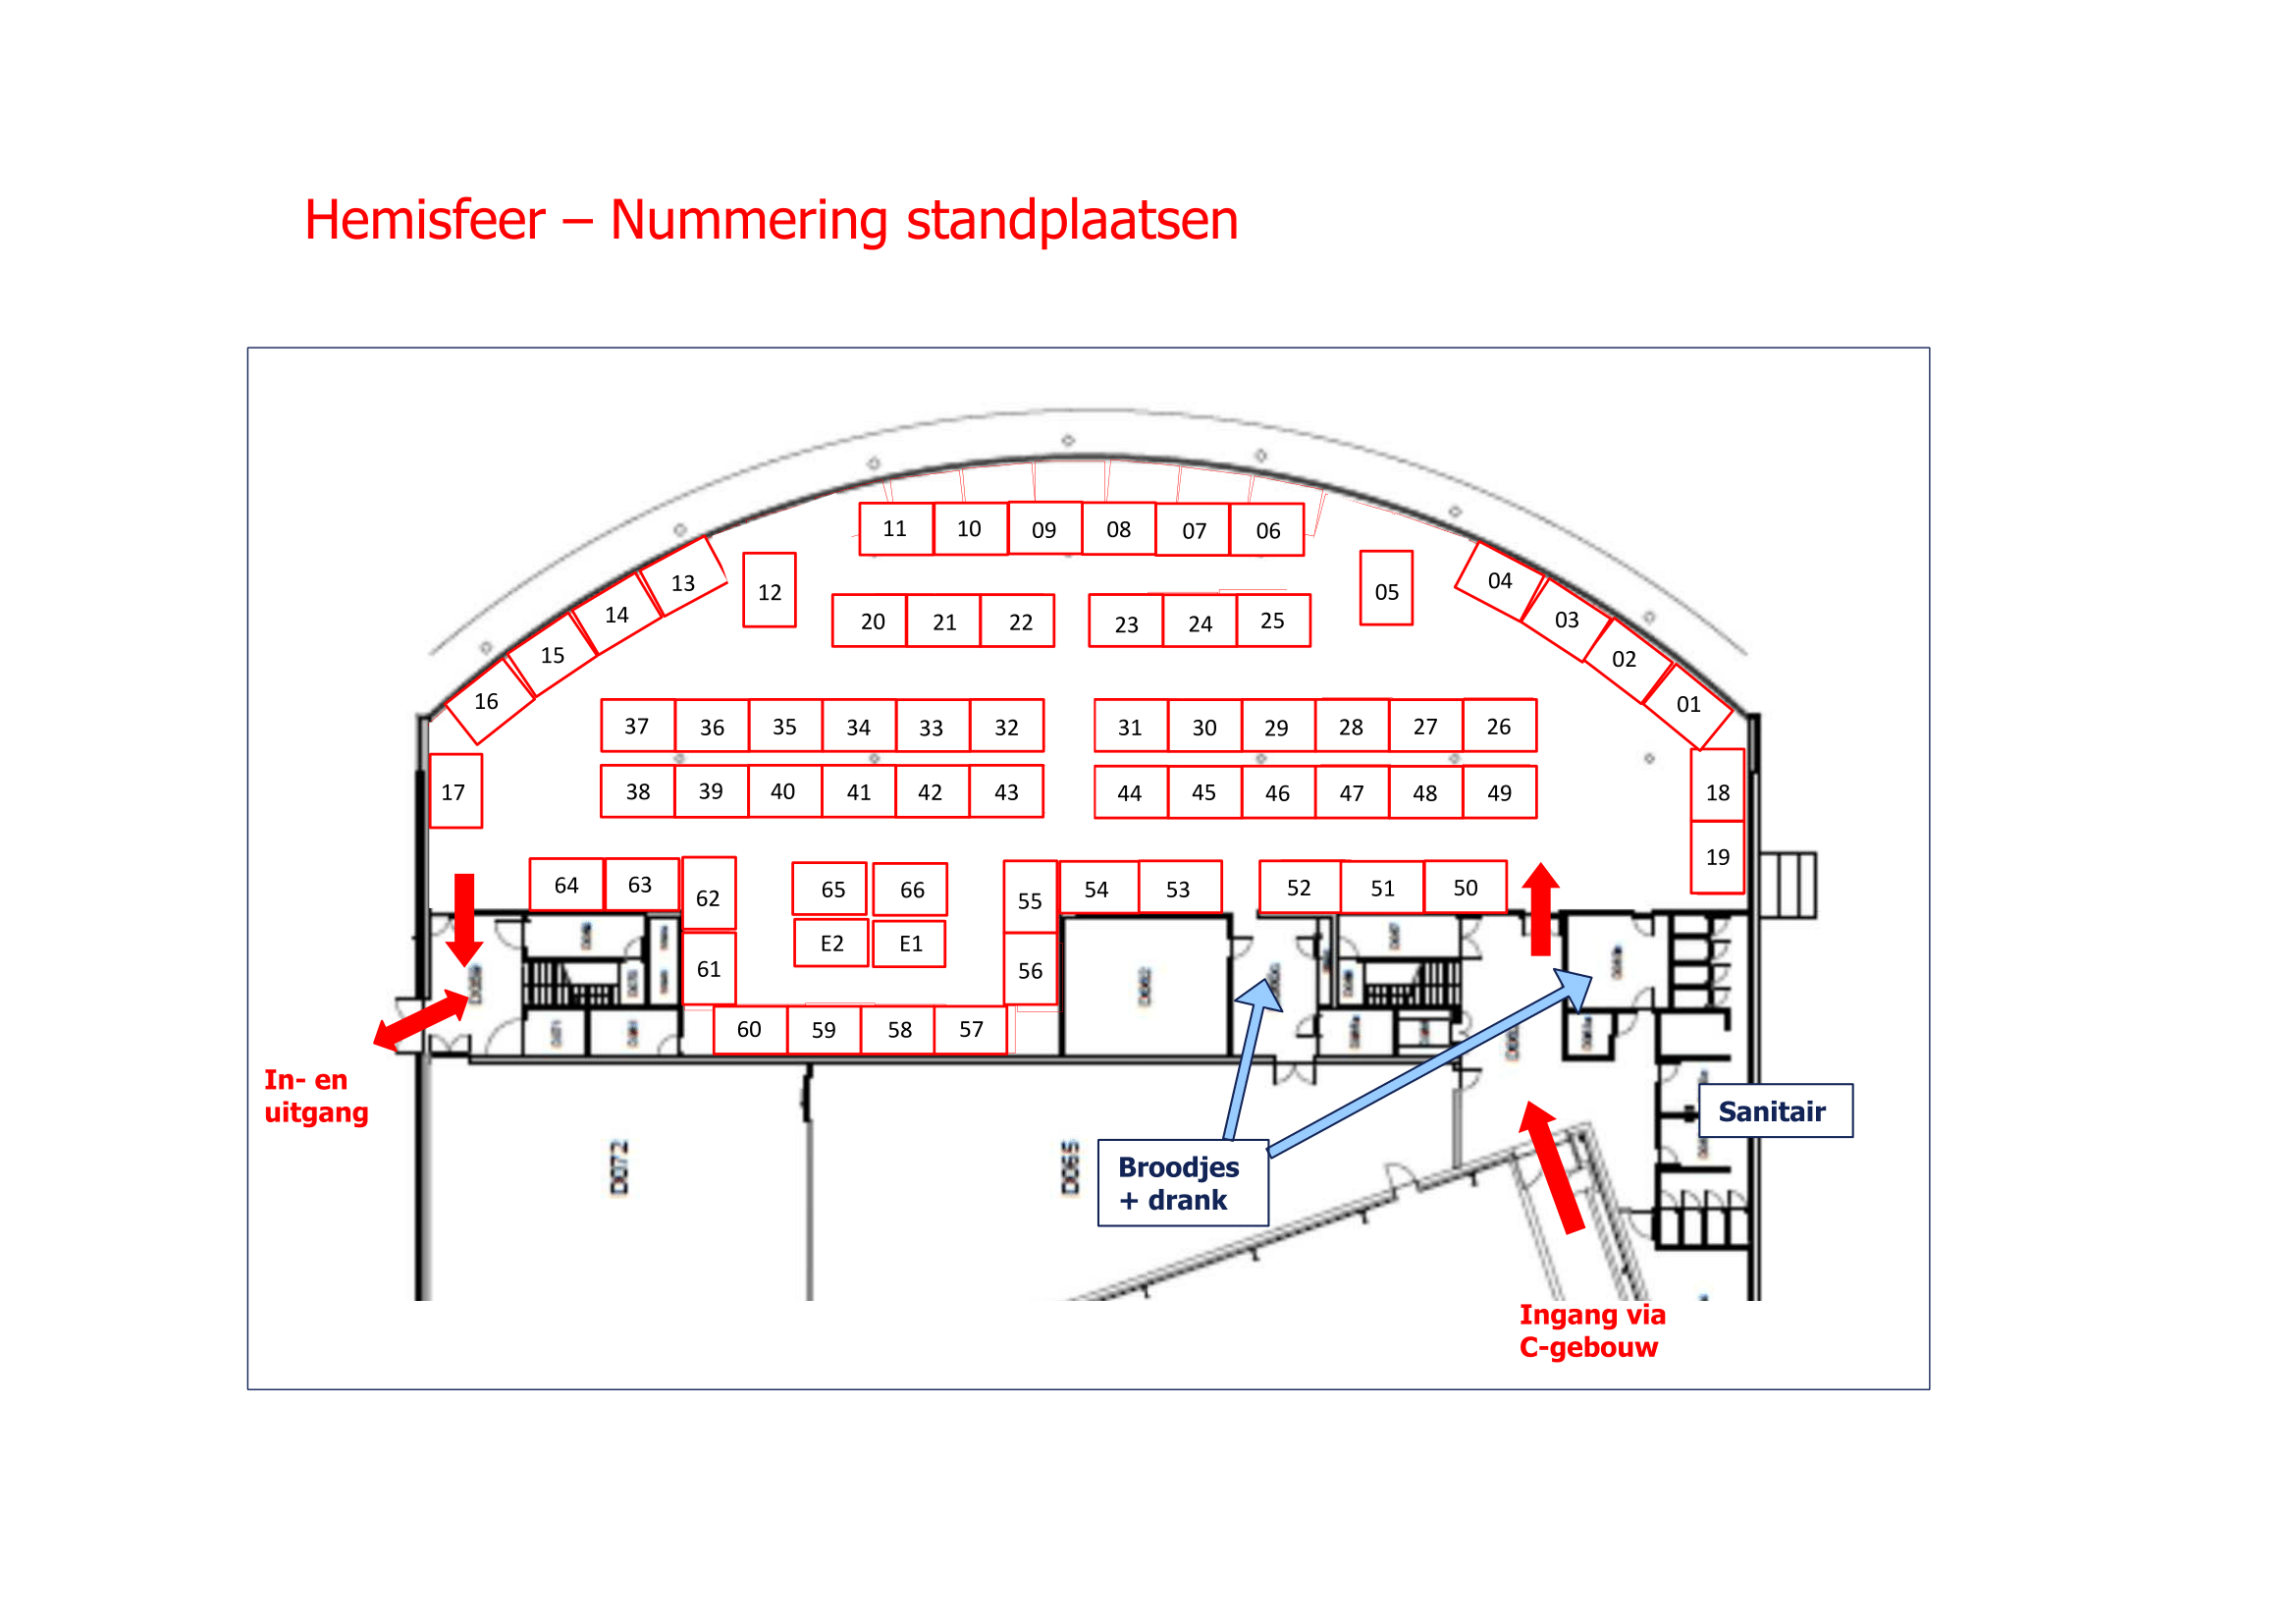 Hemisfeer – Nummering standplaatsen
11 10 09 08 07 06
13 12 05 04
14 20 21 22 23 24 25 03
15 02
16 01
37 36 35 34 33 32 31 30 29 28 27 26
17 38 39 40 41 42 43 44 45 46 47 48 49 18
19
64 63 62 65 66 55 54 53 52 51 50
61 E2 E1 56
60 59 58 57
D062
In- en
uitgang
Sanitair
D072
D065
Broodjes
+ drank
Ingang via
C-gebouw